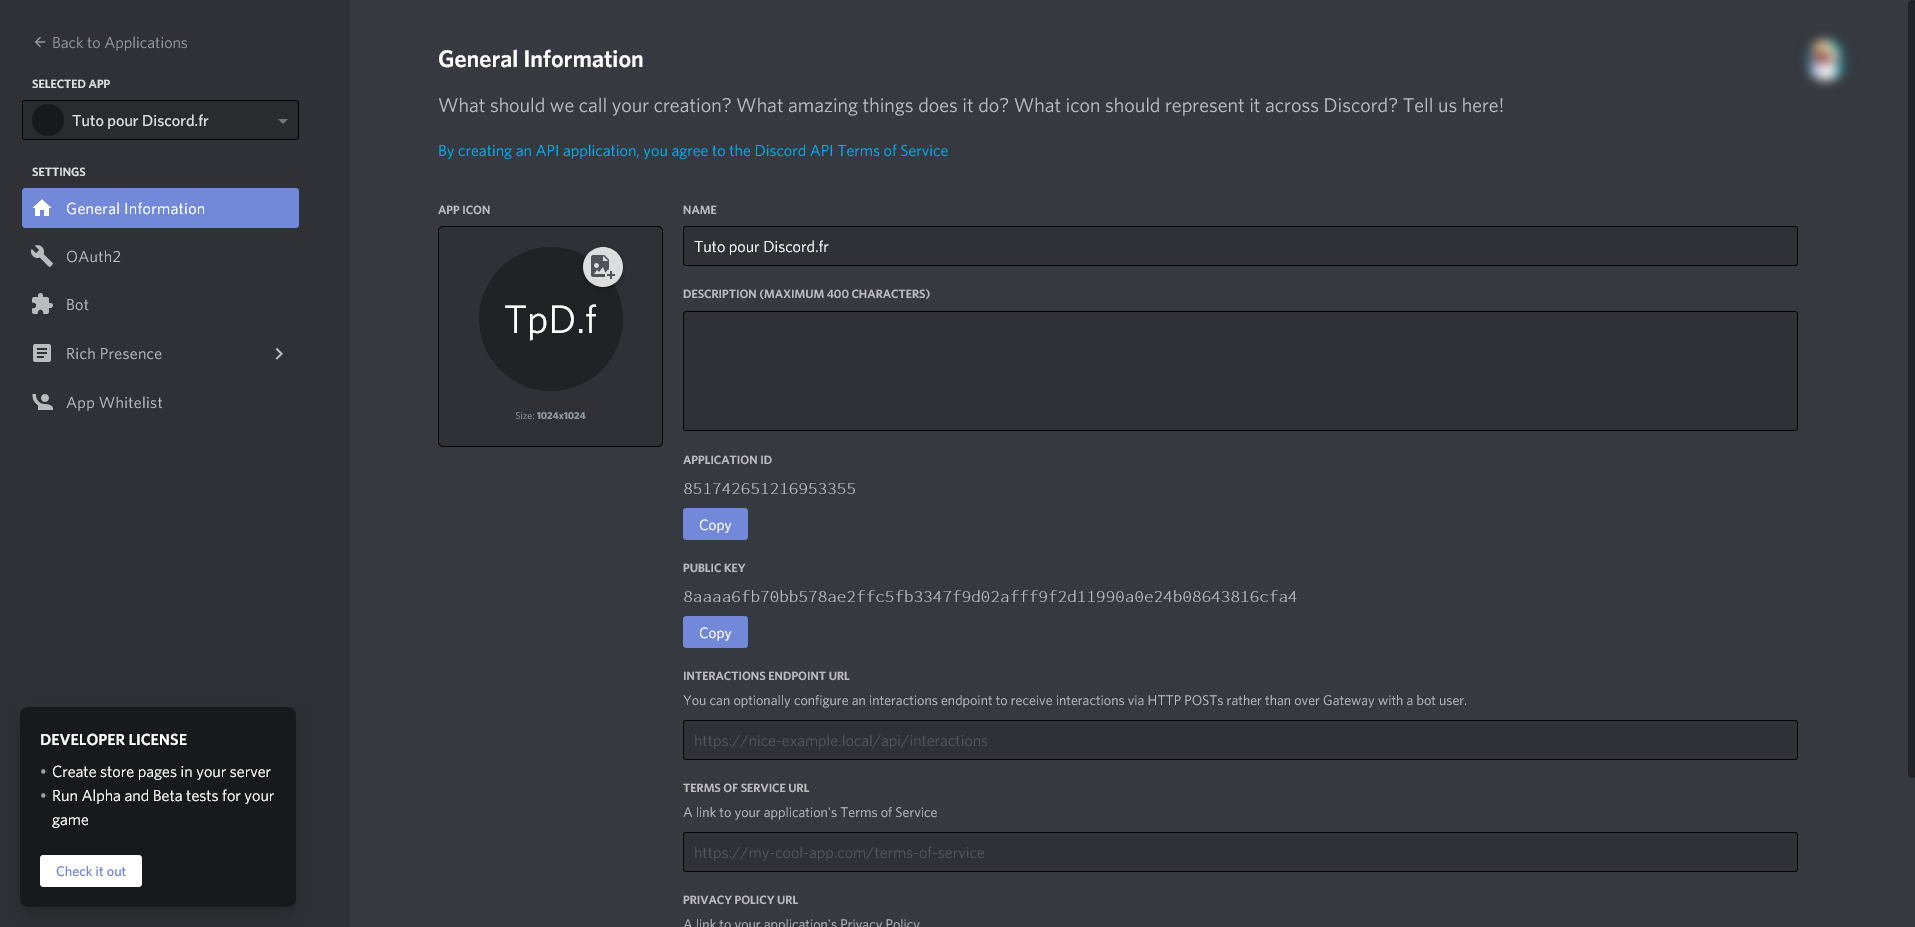 Back to Applications
SELECTED APP
Tuto pour Discord.fr
SETTINGS
General Information
OAuth2
Bot
Rich Presence
App Whitelist
DEVELOPER LICENSE
• Create store pages in your server
• Run Alpha and Beta tests for your
game
Check it out
General Information
What should we call your creation? What amazing things does it do? What icon should represent it across Discord? Tell us here!
By creating an API application, you agree to the Discord API Terms of Service
APP ICON
TpD.f
Size: 1024x1024
NAME
Tuto pour Discord.fr
DESCRIPTION (MAXIMUM 400 CHARACTERS)
APPLICATION ID
851742651216953355
Copy
PUBLIC KEY
8aaaa6fb70bb578ae2ffc5fb3347f9d02afff9f2d11990a0e24b08643816cfa4
Copy
INTERACTIONS ENDPOINT URL
You can optionally configure an interactions endpoint to receive interactions via HTTP POSTs rather than over Gateway with a bot user.
https://nice-example.local/api/interactions
TERMS OF SERVICE URL
A link to your application's Terms of Service
https://my-cool-app.com/terms-of-service
PRIVACY POLICY URL
A link to your application's Privacy Policy